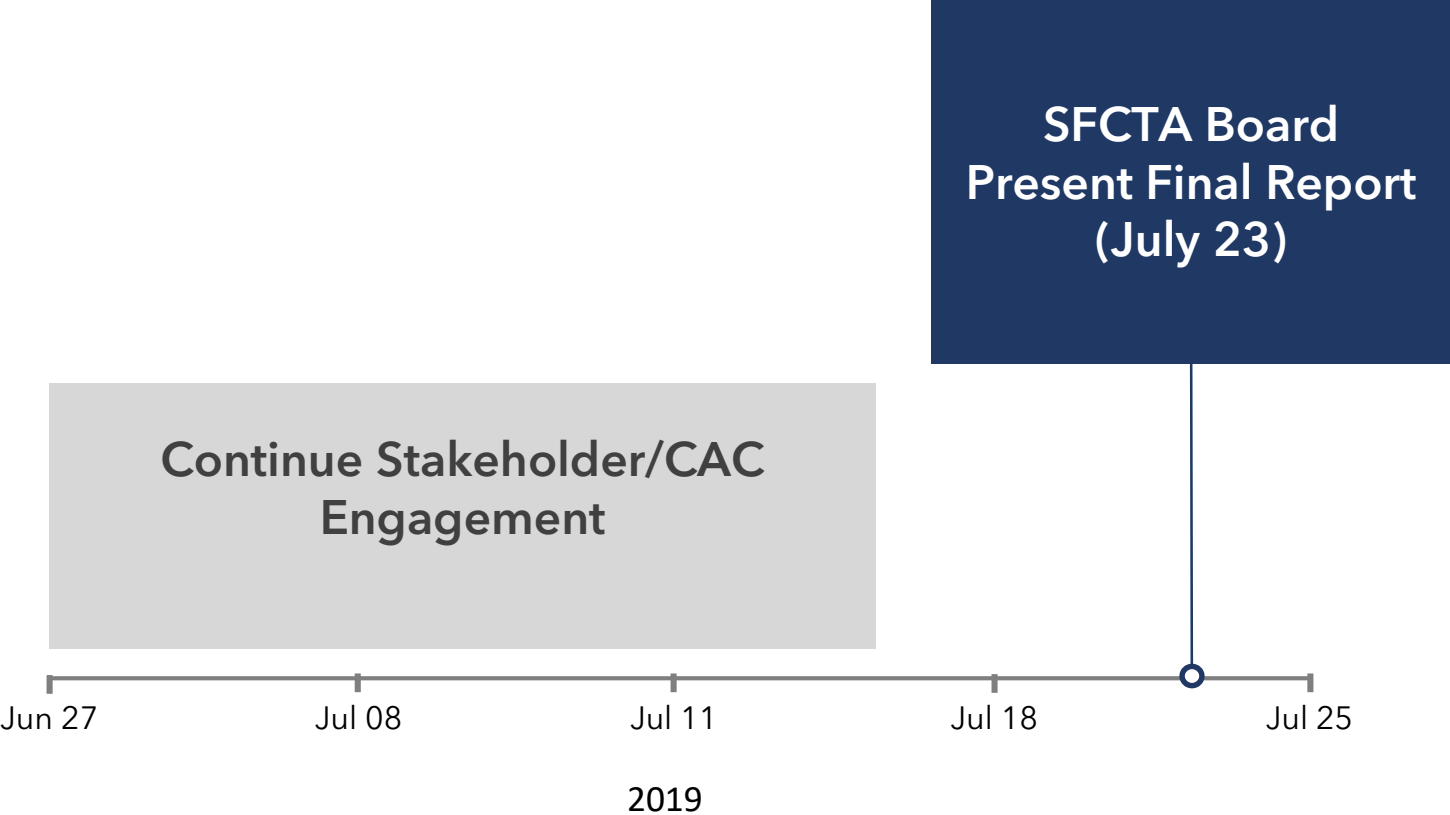 SFCTA Board
Present Final Report
(July 23)
Continue Stakeholder/CAC
Engagement
Jun 27
Jul 08
Jul 11
Jul 18
Jul 25
2019